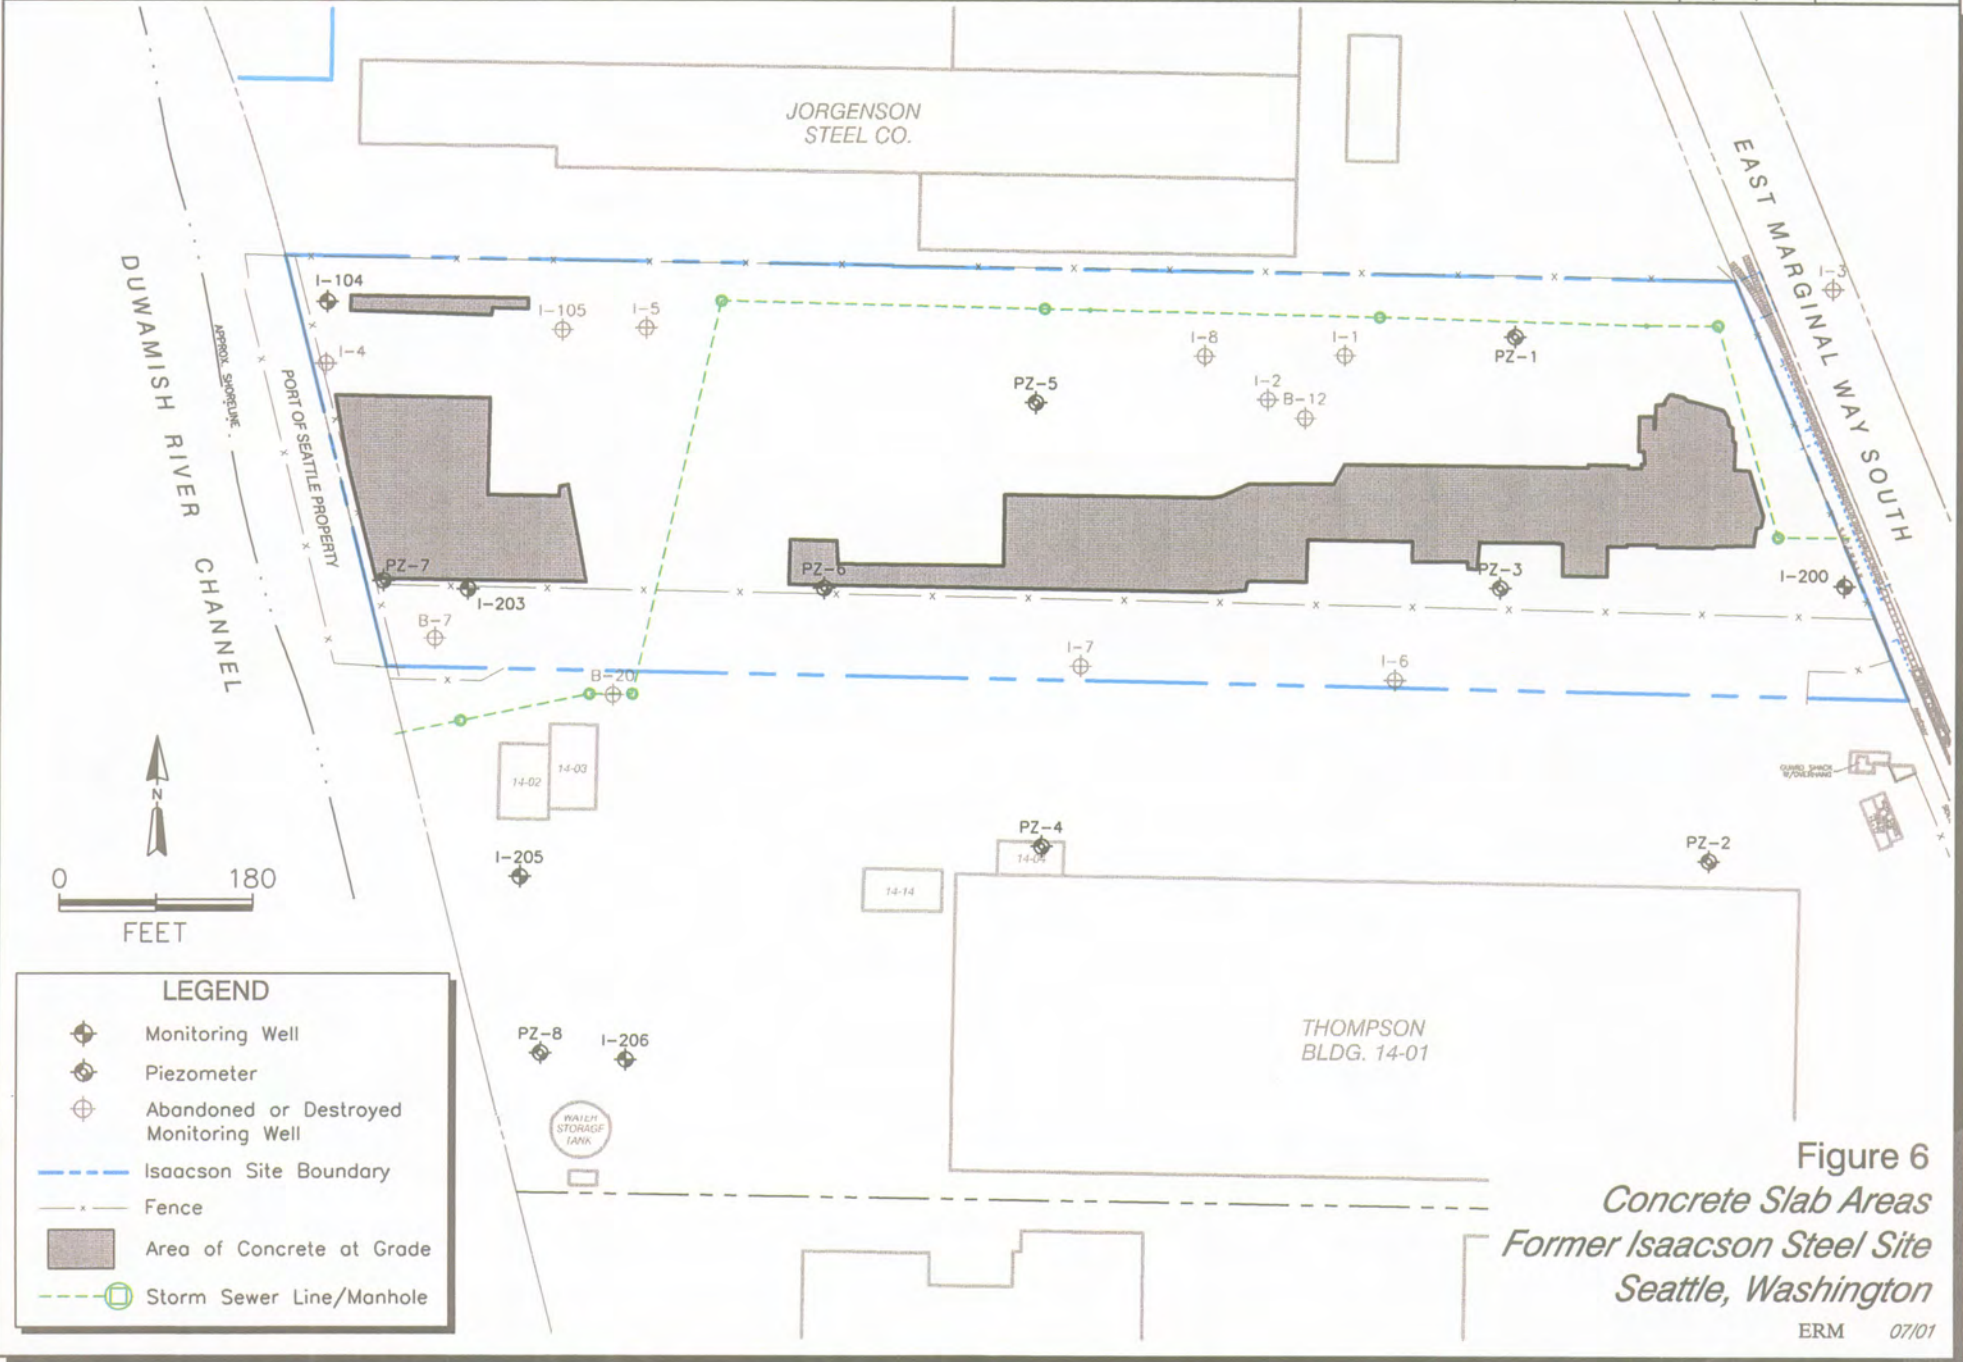 JORGENSON
STEEL CO.
EAST MARGINAL WAY SOUTH
I-3
I-104
I-105
I-5
I-4
I-8
I-1
PZ-1
I-2
B-12
PZ-5
DUWAMISH RIVER CHANNEL
APPROX. SHORELINE
PORT OF SEATTLE PROPERTY
PZ-7
I-203
PZ-6
PZ-3
I-200
B-7
B-20
I-7
I-6
14-02
14-03
GUARD SHACK
W/OVERHANG
N
0 180
FEET
I-205
PZ-4
14-04
14-14
PZ-2
PZ-8
I-206
WATER
STORAGE
TANK
THOMPSON
BLDG. 14-01
LEGEND
Monitoring Well
Piezometer
Abandoned or Destroyed
Monitoring Well
Isaacson Site Boundary
Fence
Area of Concrete at Grade
Storm Sewer Line/Manhole
Figure 6
Concrete Slab Areas
Former Isaacson Steel Site
Seattle, Washington
ERM 07/01